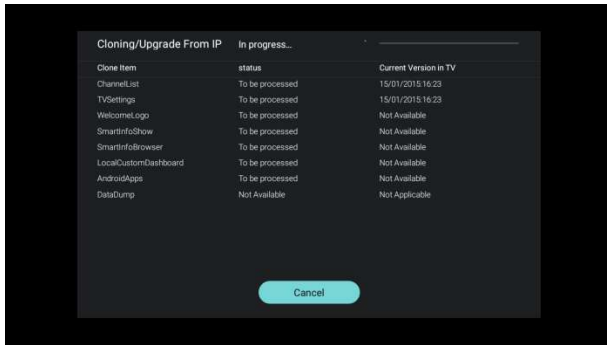 Cloning/Upgrade From IP In progress...
Clone Item status Current Version in TV
ChannelList To be processed 15/01/2015:16:23
TVSettings To be processed 15/01/2015:16:23
WelcomeLogo To be processed Not Available
SmartInfoShow To be processed Not Available
SmartInfoBrowser To be processed Not Available
LocalCustomDashboard To be processed Not Available
AndroidApps To be processed Not Available
DataDump Not Available Not Applicable
Cancel